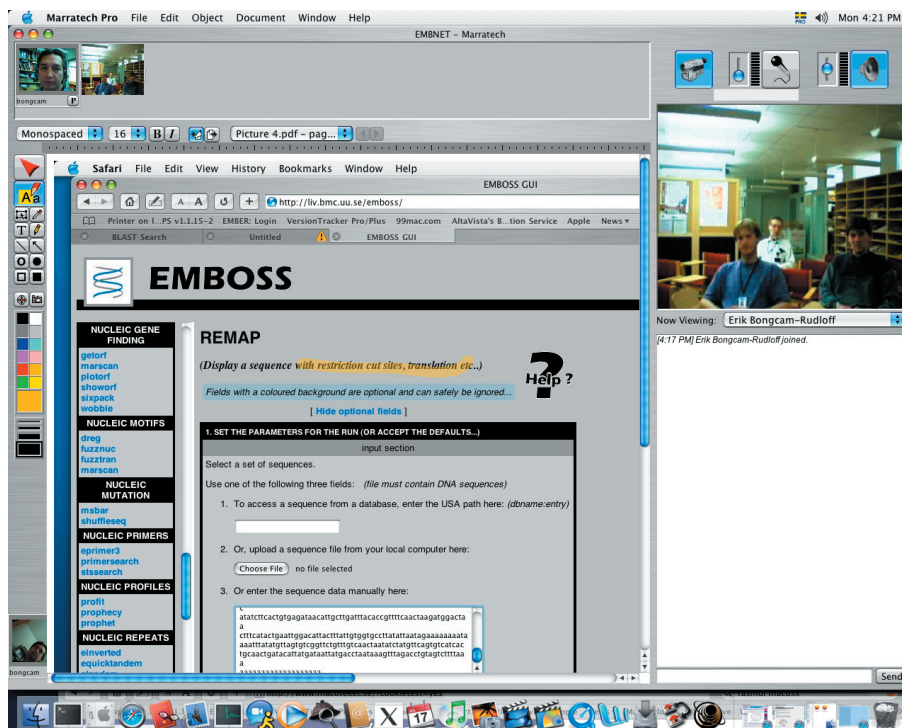 Marratech Pro File Edit Object Document Window Help
PRO Mon 4:21 PM
EMBNET – Marratech
bongcam P
Monospaced 16 B I Picture 4.pdf – pag...
Safari File Edit View History Bookmarks Window Help
EMBOSS GUI
A A http://liv.bmc.uu.se/emboss/
Printer on l...PS v1.1.15–2 EMBER: Login VersionTracker Pro/Plus 99mac.com AltaVista's B...tion Service Apple News
BLAST Search Untitled EMBOSS GUI
EMBOSS
NUCLEIC GENE
FINDING
getorf
marscan
plotorf
showorf
sixpack
wobble
NUCLEIC MOTIFS
dreg
fuzznuc
fuzztran
marscan
NUCLEIC
MUTATION
msbar
shuffleseq
NUCLEIC PRIMERS
eprimer3
primersearch
stssearch
NUCLEIC PROFILES
profit
prophecy
prophet
NUCLEIC REPEATS
einverted
equicktandem
REMAP
(Display a sequence with restriction cut sites, translation etc..)
Help ?
Fields with a coloured background are optional and can safely be ignored...
[ Hide optional fields ]
1. SET THE PARAMETERS FOR THE RUN (OR ACCEPT THE DEFAULTS...)
input section
Select a set of sequences.
Use one of the following three fields: (file must contain DNA sequences)
1. To access a sequence from a database, enter the USA path here: (dbname:entry)
2. Or, upload a sequence file from your local computer here:
Choose File no file selected
3. Or enter the sequence data manually here:
atatcttcactgtgagataacattgcttgatttacaccgttttcaactaagatggacta
a
ctttcatactgaattggacattactttattgtggtgccttatattaatagaaaaaaaata
aaatttatatgttagtgtcggttctgtttgtcaactaatatctatgttcagtgtcatcac
tgcaactgatacattatgataatttatgacctaataaagtttagacctgtagtcttttaa
a
Now Viewing: Erik Bongcam-Rudloff
[4:17 PM] Erik Bongcam-Rudloff joined.
bongcam
Send
17